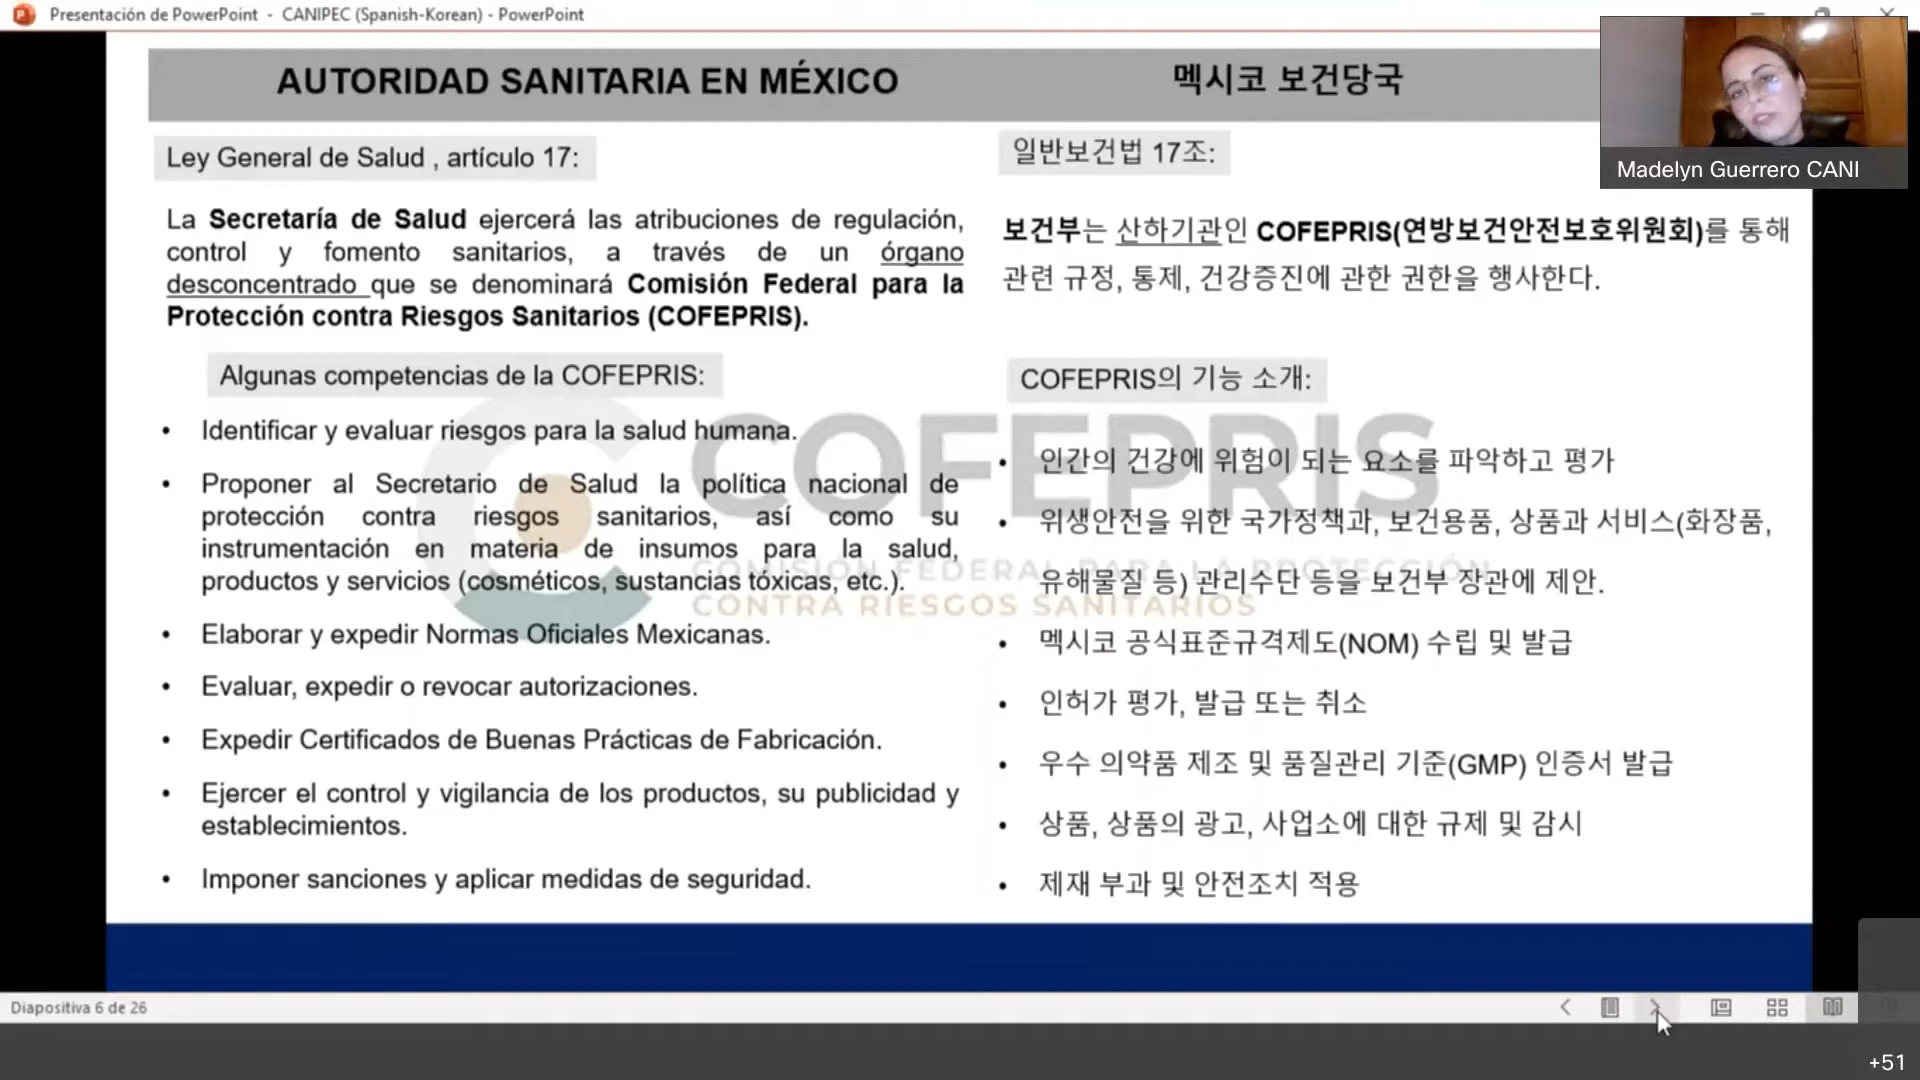 Presentación de PowerPoint - CANIPEC (Spanish-Korean) - PowerPoint
AUTORIDAD SANITARIA EN MÉXICO
멕시코 보건당국
Madelyn Guerrero CANI
Ley General de Salud , artículo 17:
La Secretaría de Salud ejercerá las atribuciones de regulación,
control y fomento sanitarios, a través de un órgano
desconcentrado que se denominará Comisión Federal para la
Protección contra Riesgos Sanitarios (COFEPRIS).
Algunas competencias de la COFEPRIS:
• Identificar y evaluar riesgos para la salud humana.
• Proponer al Secretario de Salud la política nacional de
protección contra riesgos sanitarios, así como su
instrumentación en materia de insumos para la salud,
productos y servicios (cosméticos, sustancias tóxicas, etc.).
• Elaborar y expedir Normas Oficiales Mexicanas.
• Evaluar, expedir o revocar autorizaciones.
• Expedir Certificados de Buenas Prácticas de Fabricación.
• Ejercer el control y vigilancia de los productos, su publicidad y
establecimientos.
• Imponer sanciones y aplicar medidas de seguridad.
일반보건법 17조:
보건부는 산하기관인 COFEPRIS(연방보건안전보호위원회)를 통해
관련 규정, 통제, 건강증진에 관한 권한을 행사한다.
COFEPRIS의 기능 소개:
• 인간의 건강에 위험이 되는 요소를 파악하고 평가
• 위생안전을 위한 국가정책과, 보건용품, 상품과 서비스(화장품,
유해물질 등) 관리수단 등을 보건부 장관에 제안.
• 멕시코 공식표준규격제도(NOM) 수립 및 발급
• 인허가 평가, 발급 또는 취소
• 우수 의약품 제조 및 품질관리 기준(GMP) 인증서 발급
• 상품, 상품의 광고, 사업소에 대한 규제 및 감시
• 제재 부과 및 안전조치 적용
COFEPRIS
COMISIÓN FEDERAL PARA LA PROTECCIÓN
CONTRA RIESGOS SANITARIOS
Diapositiva 6 de 26
+51